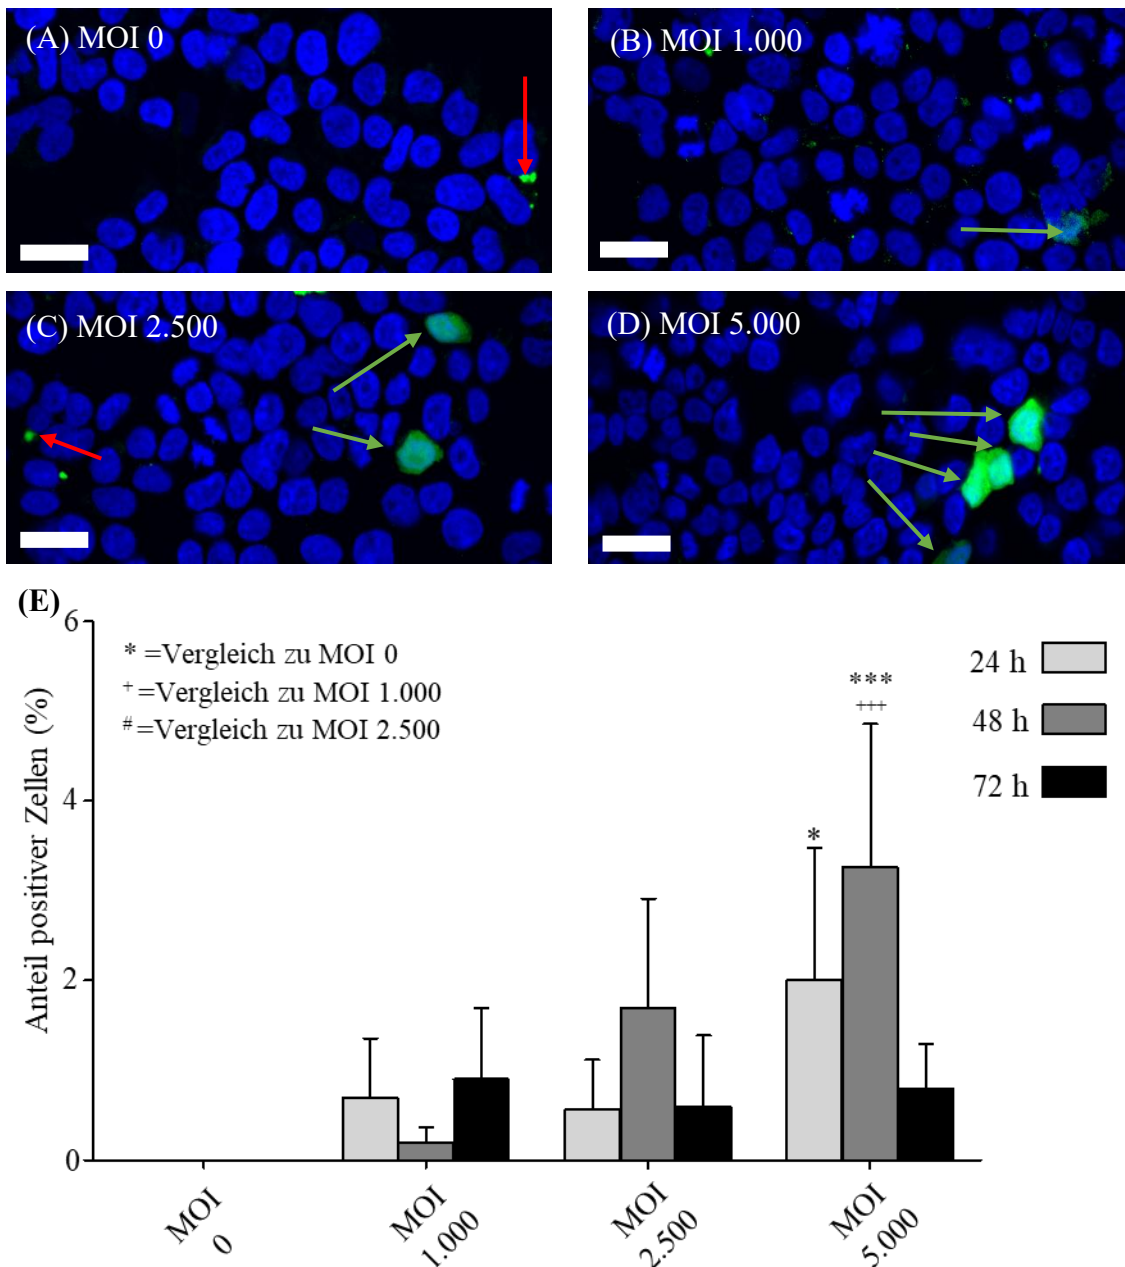 (A) MOI 0
(B) MOI 1.000
(C) MOI 2.500
(D) MOI 5.000
(E)
Anteil positiver Zellen (%)
6
4
2
0
* =Vergleich zu MOI 0
+ =Vergleich zu MOI 1.000
# =Vergleich zu MOI 2.500
24 h
48 h
72 h
*
***
+++
MOI
0
MOI
1.000
MOI
2.500
MOI
5.000